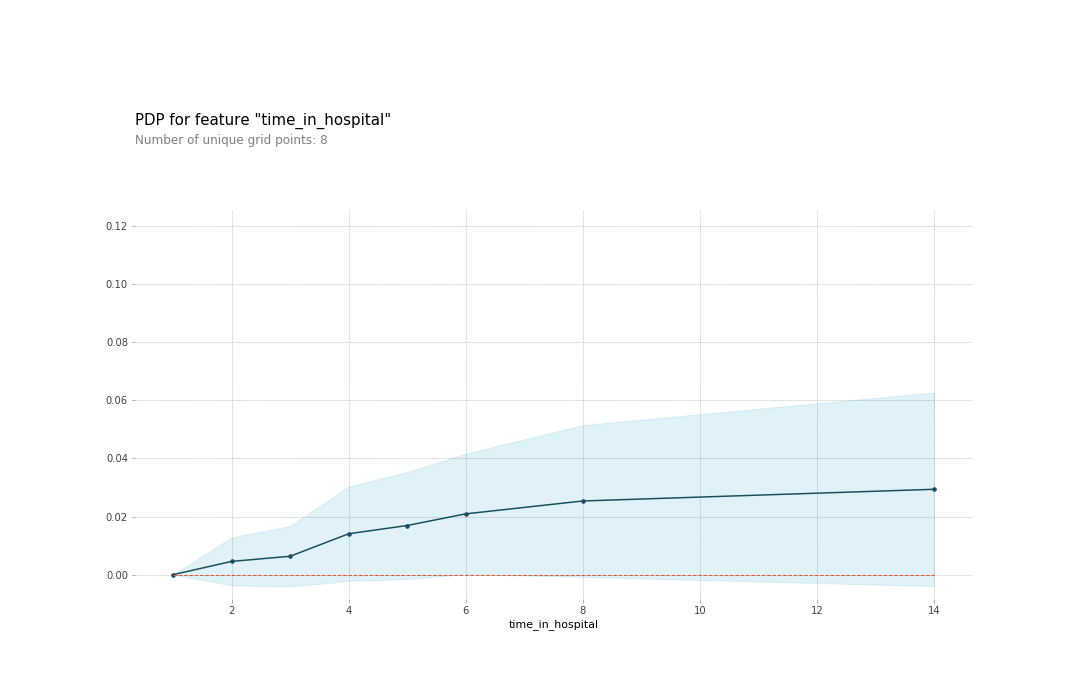 PDP for feature "time_in_hospital"
Number of unique grid points: 8
0.12
0.10
0.08
0.06
0.04
0.02
0.00
2 4 6 8 10 12 14
time_in_hospital